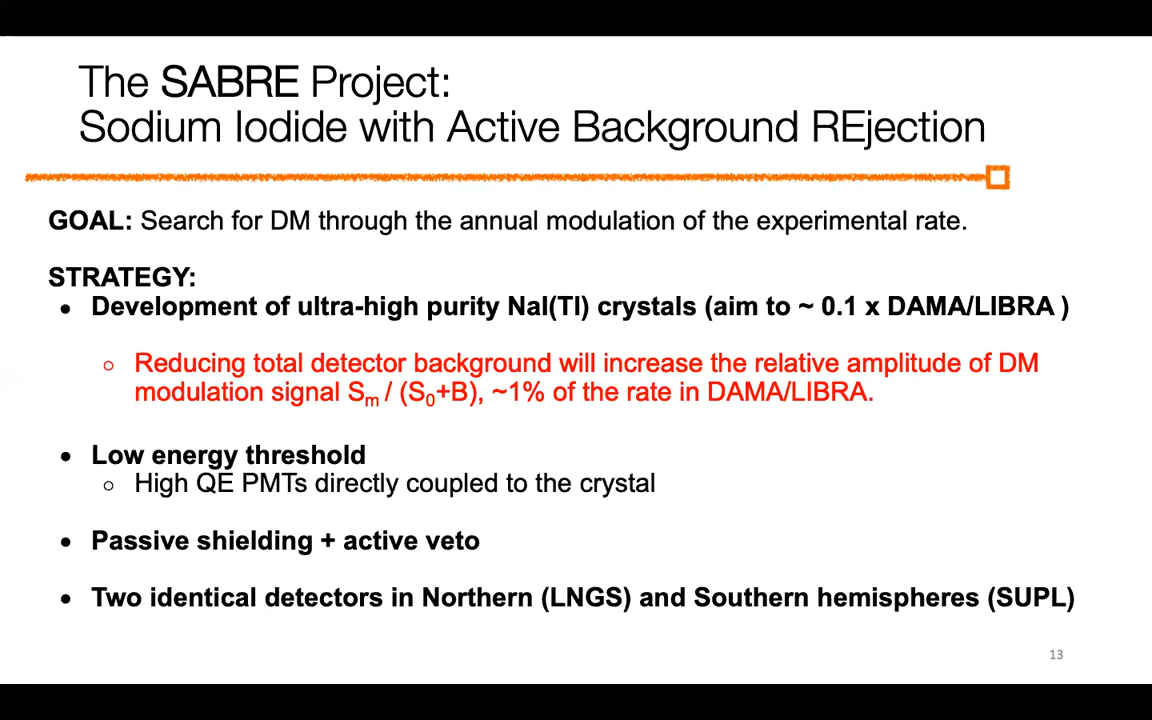 The SABRE Project:
Sodium Iodide with Active Background REjection
GOAL: Search for DM through the annual modulation of the experimental rate.
STRATEGY:
• Development of ultra-high purity NaI(Tl) crystals (aim to ~ 0.1 x DAMA/LIBRA )
○ Reducing total detector background will increase the relative amplitude of DM
modulation signal Sm / (S0+B), ~1% of the rate in DAMA/LIBRA.
• Low energy threshold
○ High QE PMTs directly coupled to the crystal
• Passive shielding + active veto
• Two identical detectors in Northern (LNGS) and Southern hemispheres (SUPL)
13